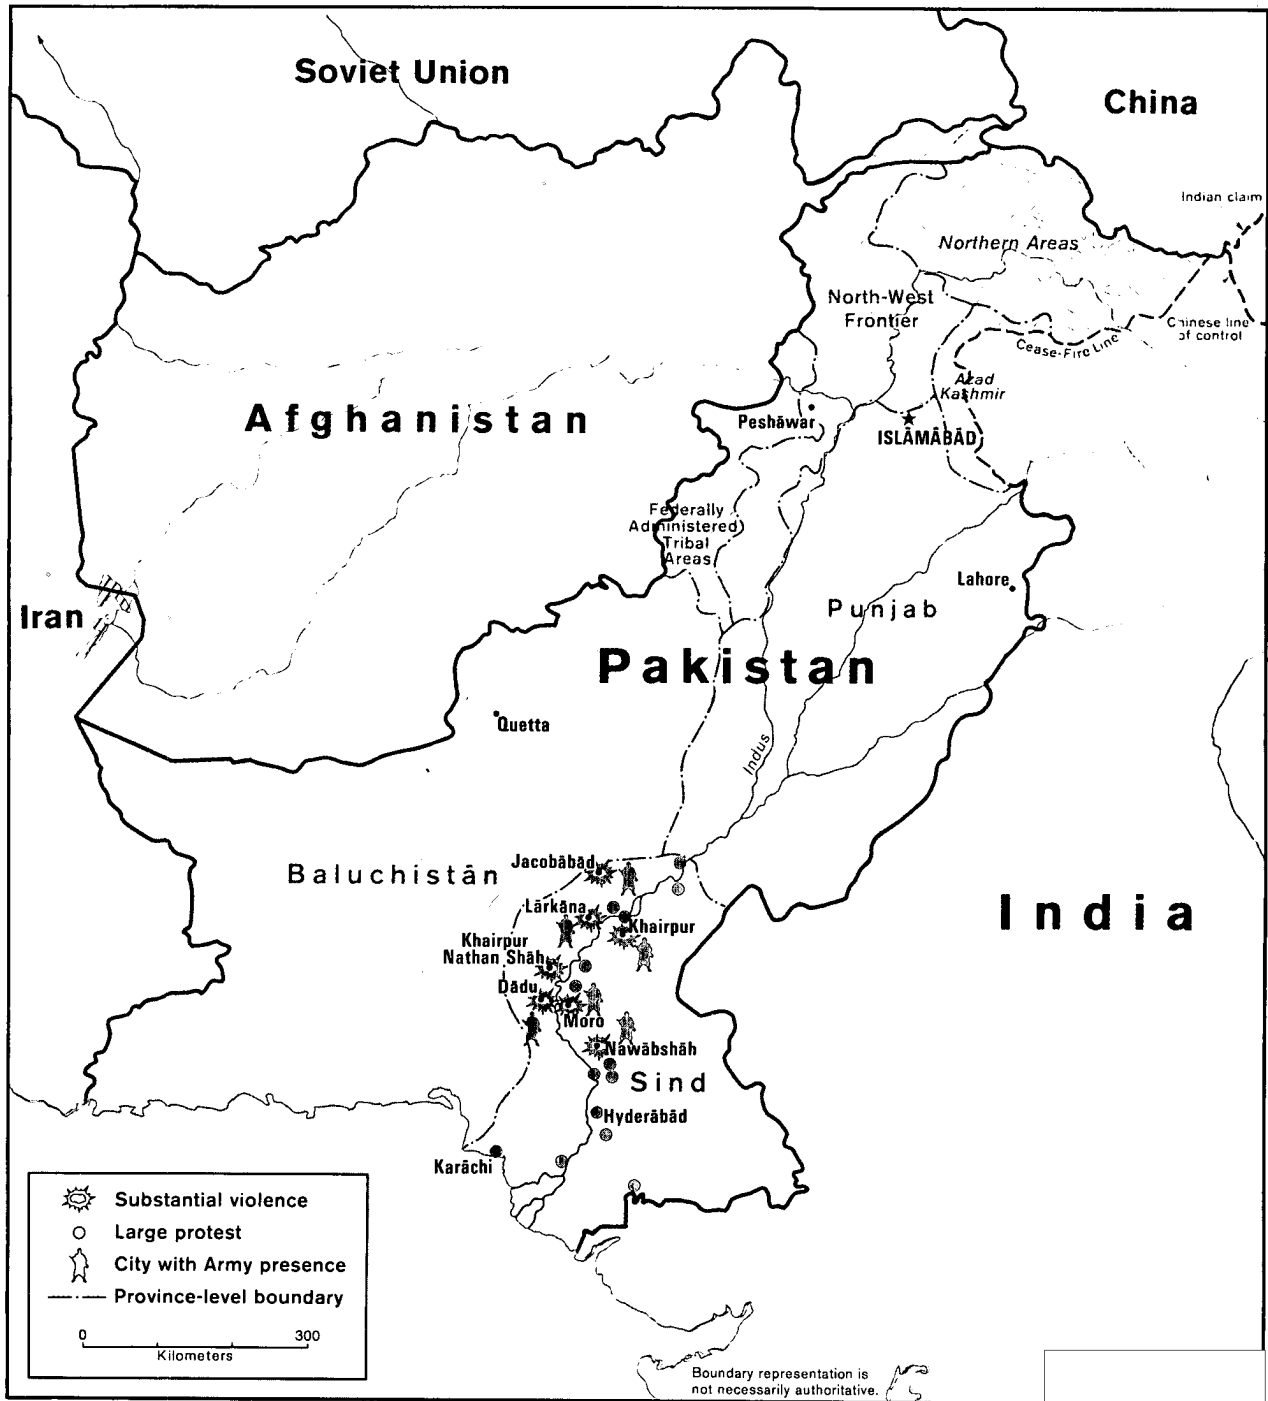 Soviet Union
China
Indian claim
Northern Areas
North-West
Frontier
Chinese line
of control
Cease-Fire Line
Azad
Kashmir
Afghanistan
Peshāwar
ISLĀMĀBĀD
Federally
Administered
Tribal
Areas
Lahore
Iran
Punjab
Pakistan
Quetta
Indus
Jacobābād
Baluchistān
Lārkāna
India
Khairpur
Khairpur
Nathan Shāh
Dādu
Moro
Nawābshāh
Sind
Hyderābād
Karāchi
Substantial violence
Large protest
City with Army presence
Province-level boundary
0 300
Kilometers
Boundary representation is
not necessarily authoritative.